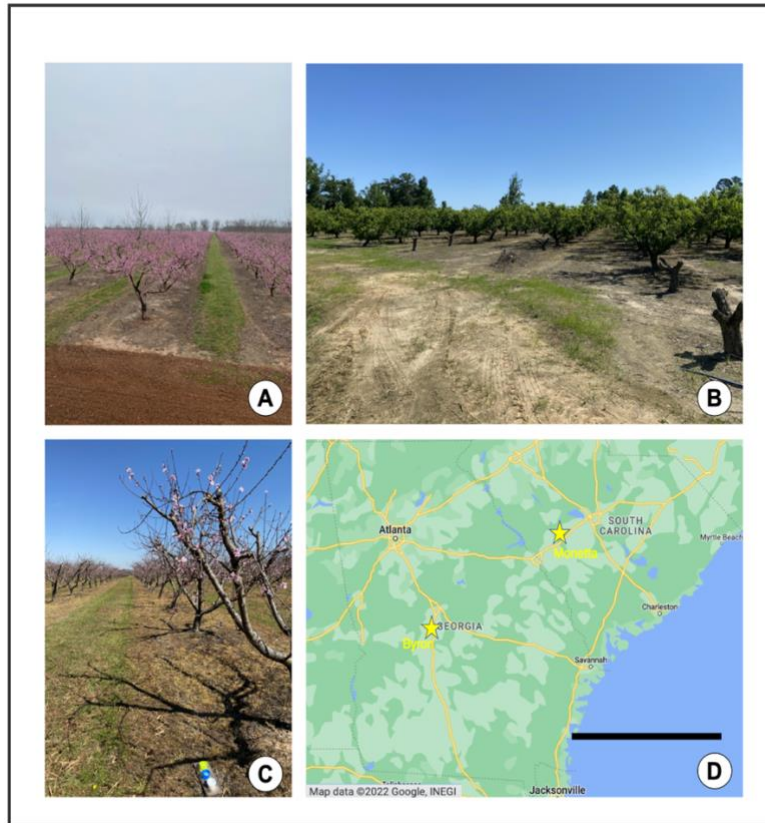 A
B
C
Atlanta
SOUTH
CAROLINA
Monetta
Myrtle Beach
Charleston
GEORGIA
Byron
Savannah
Jacksonville
Map data ©2022 Google, INEGI
D